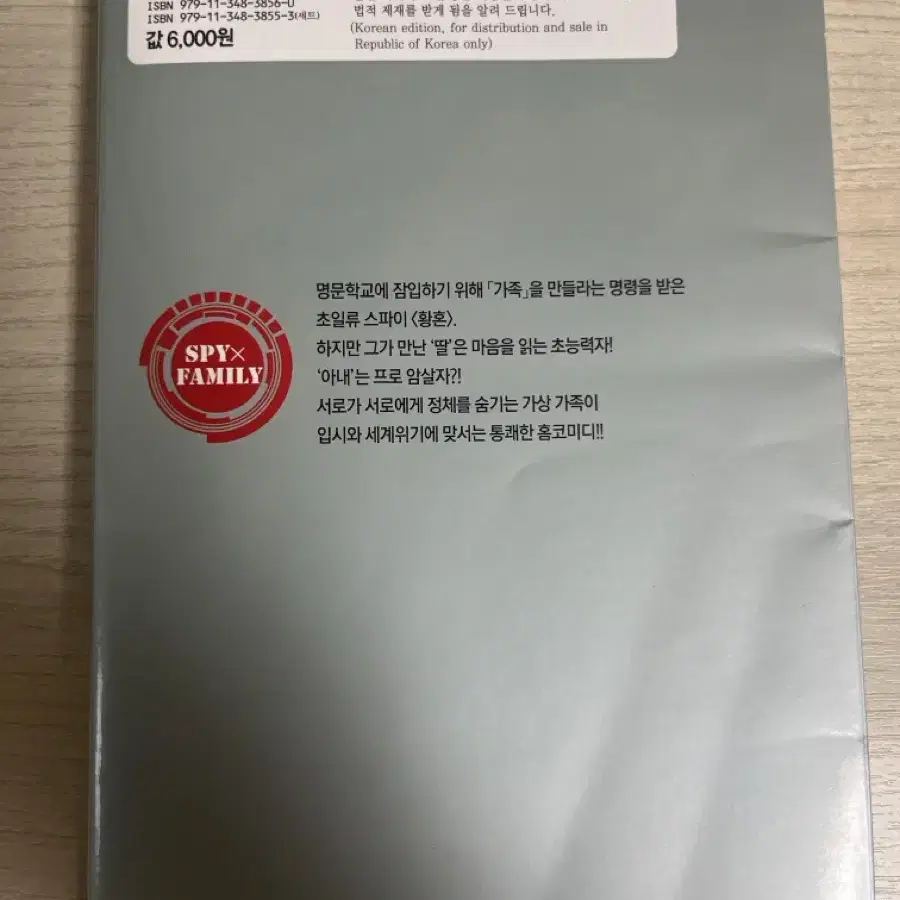 ISBN 979-11-348-3856-0
ISBN 979-11-348-3855-3(세트)
값 6,000원
법적 제재를 받게 됨을 알려 드립니다.
(Korean edition, for distribution and sale in
Republic of Korea only)
SPY×
FAMILY
명문학교에 잠입하기 위해 「가족」을 만들라는 명령을 받은
초일류 스파이 〈황혼〉.
하지만 그가 만난 ‘딸’은 마음을 읽는 초능력자!
‘아내’는 프로 암살자?!
서로가 서로에게 정체를 숨기는 가상 가족이
입시와 세계위기에 맞서는 통쾌한 홈코미디!!